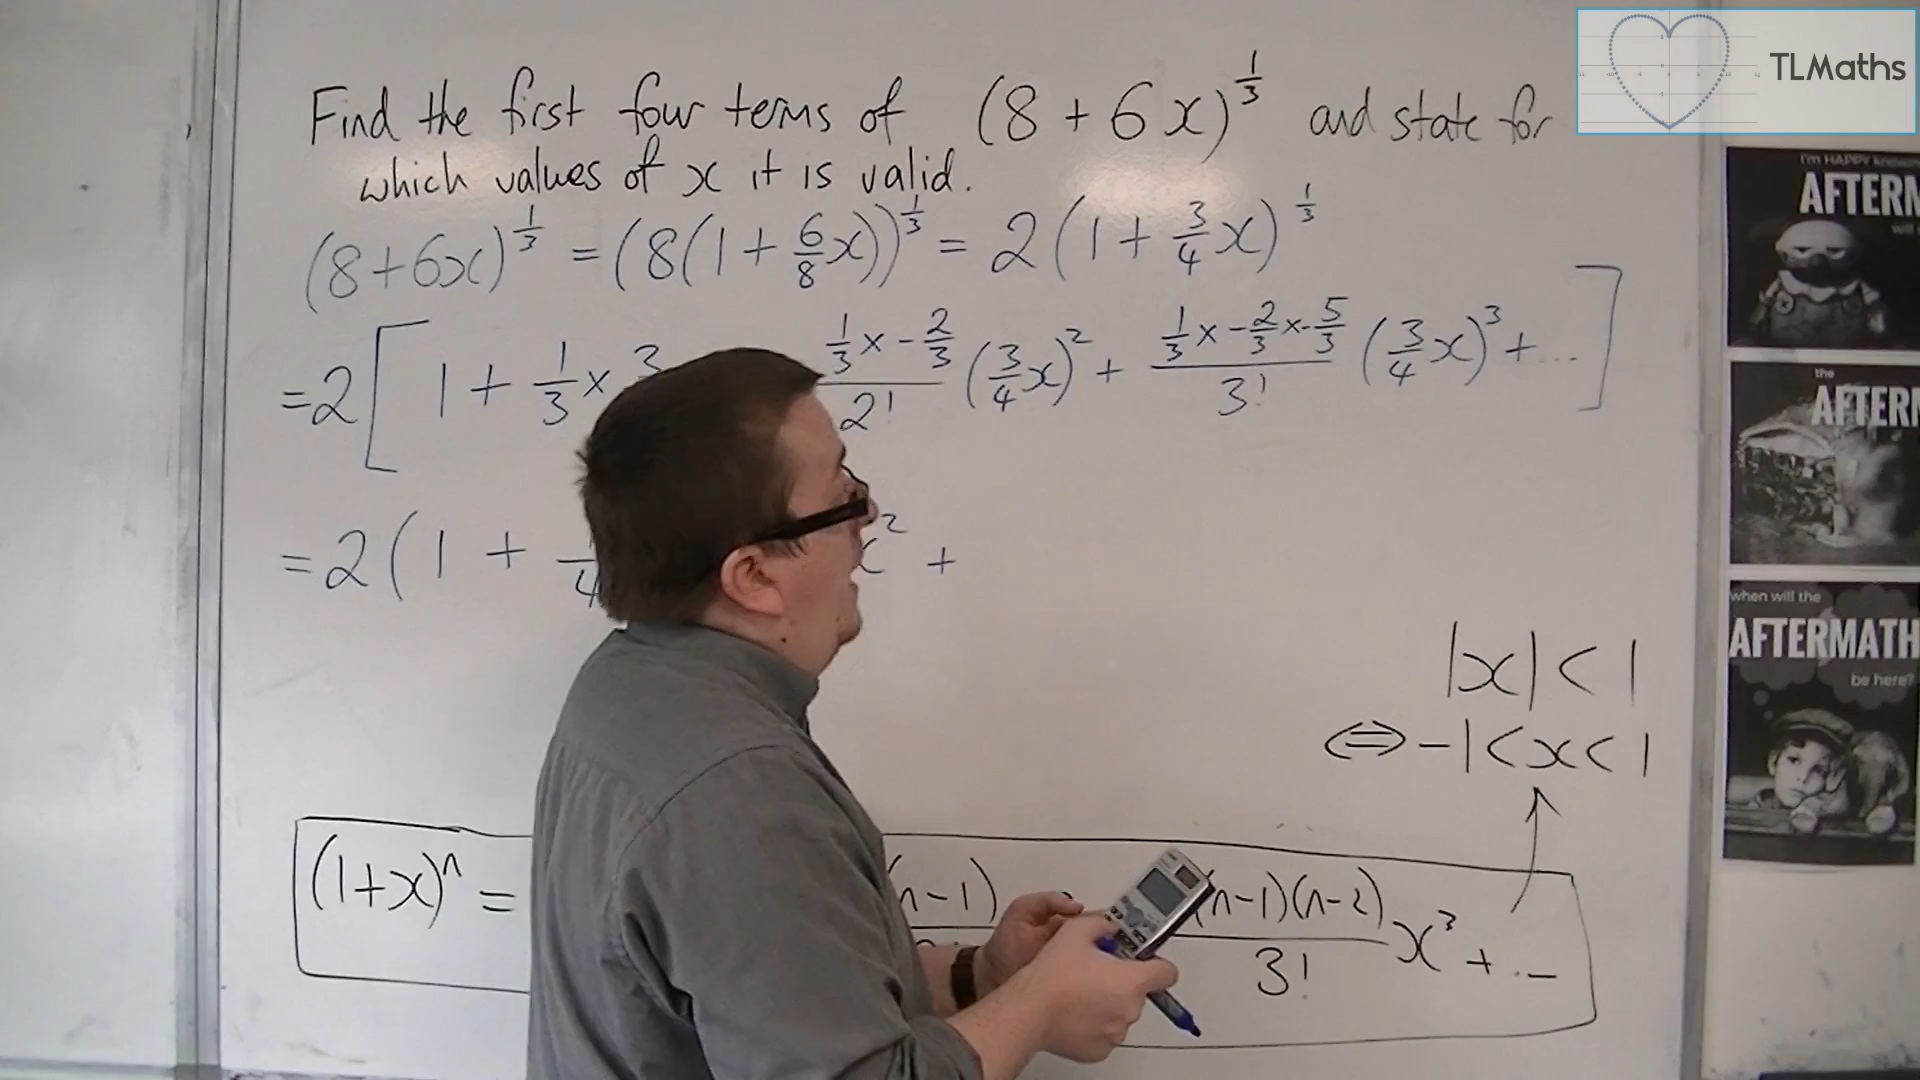 TLMaths
Find the first four terms of (8 + 6x)^{1/3} and state for
which values of x it is valid.
(8+6x)^{1/3} = (8(1 + 6/8 x))^{1/3} = 2(1 + 3/4 x)^{1/3}
=2[1 + 1/3 × 3 1/3 × -2/3 / 2! (3/4 x)^2 + 1/3 × -2/3 × -5/3 / 3! (3/4 x)^3 + ...]
=2(1 + /4 x^2 +
|x| < 1
⇔ -1 < x < 1
(1+x)^n = n-1) (n-1)(n-2) / 3! x^3 + ...
I'm HAPPY
AFTERM
will
the
AFTER
when will the
AFTERMATH
be here?